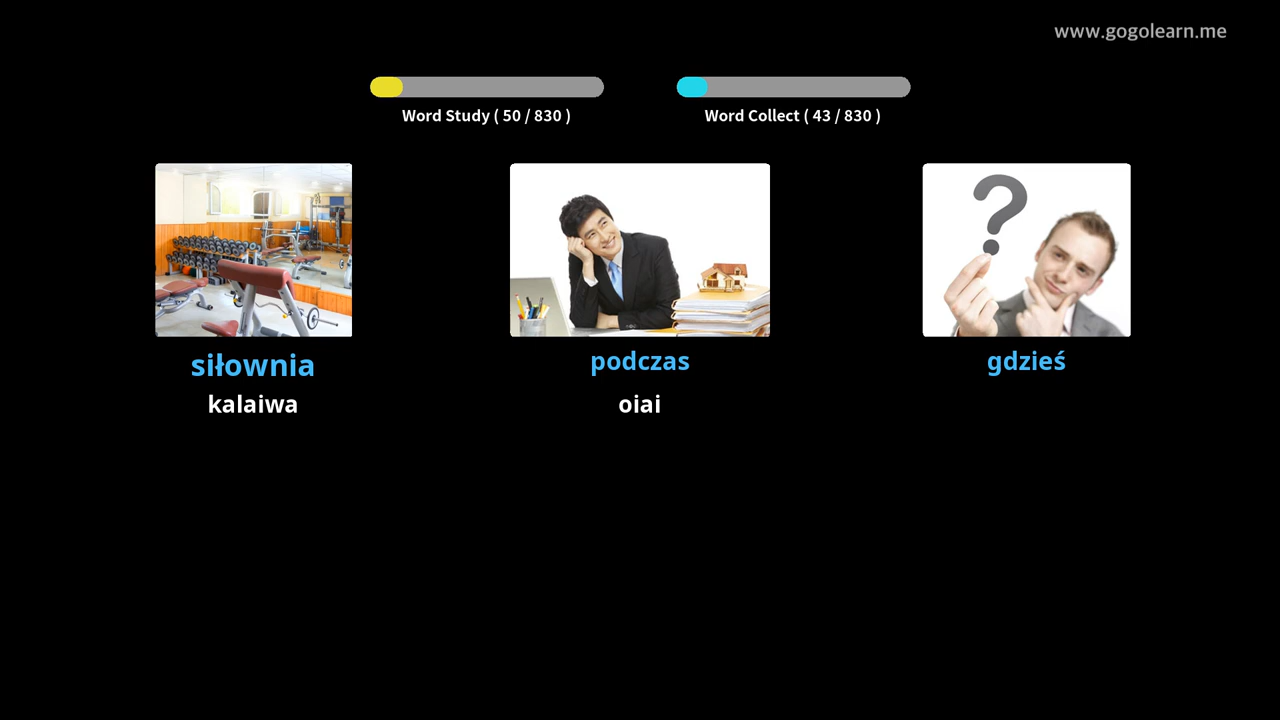 www.gogolearn.me
Word Study ( 50 / 830 )
Word Collect ( 43 / 830 )
siłownia
podczas
gdzieś
kalaiwa
oiai